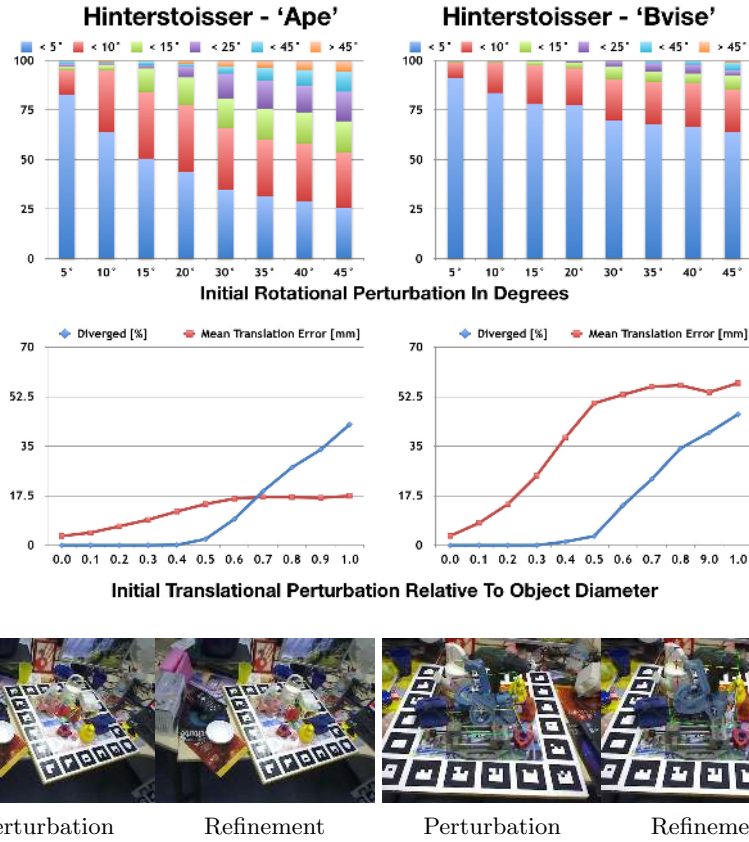 Hinterstoisser - ‘Ape’ Hinterstoisser - ‘Bvise’
< 5° < 10° < 15° < 25° < 45° > 45° < 5° < 10° < 15° < 25° < 45° > 45°
100 100
75 75
50 50
25 25
0 0
5° 10° 15° 20° 30° 35° 40° 45° 5° 10° 15° 20° 30° 35° 40° 45°
Initial Rotational Perturbation In Degrees
Diverged [%] Mean Translation Error [mm] Diverged [%] Mean Translation Error [mm]
70 70
52.5 52.5
35 35
17.5 17.5
0 0
0.0 0.1 0.2 0.3 0.4 0.5 0.6 0.7 0.8 0.9 1.0 0.0 0.1 0.2 0.3 0.4 0.5 0.6 0.7 0.8 0.9 1.0
Initial Translational Perturbation Relative To Object Diameter
erturbation Refinement Perturbation Refineme